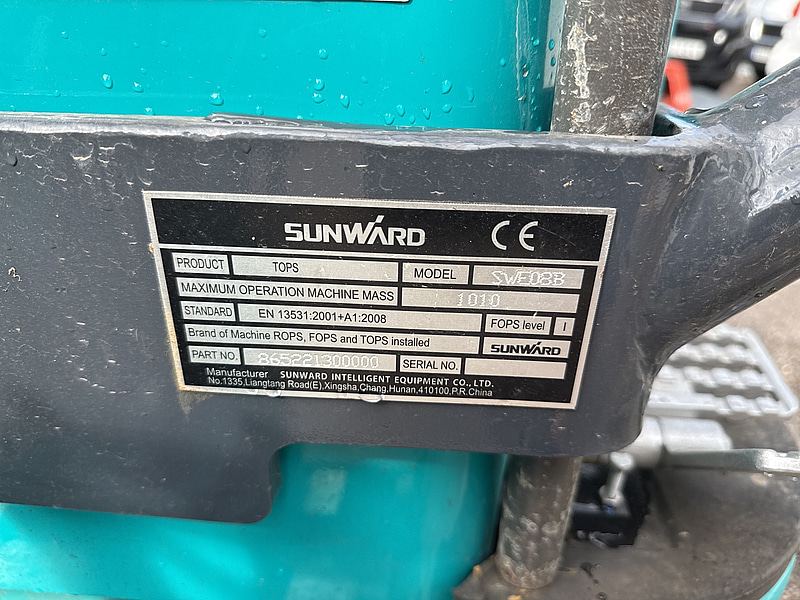 SUNWARD CE
PRODUCT TOPS MODEL SWE08B
MAXIMUM OPERATION MACHINE MASS 1010
STANDARD EN 13531:2001+A1:2008 FOPS level I
Brand of Machine ROPS, FOPS and TOPS installed SUNWARD
PART NO. 865221300000 SERIAL NO.
Manufacturer SUNWARD INTELLIGENT EQUIPMENT CO., LTD.
No.1335,Liangtang Road(E),Xingsha,Chang.Hunan,410100,P.R.China